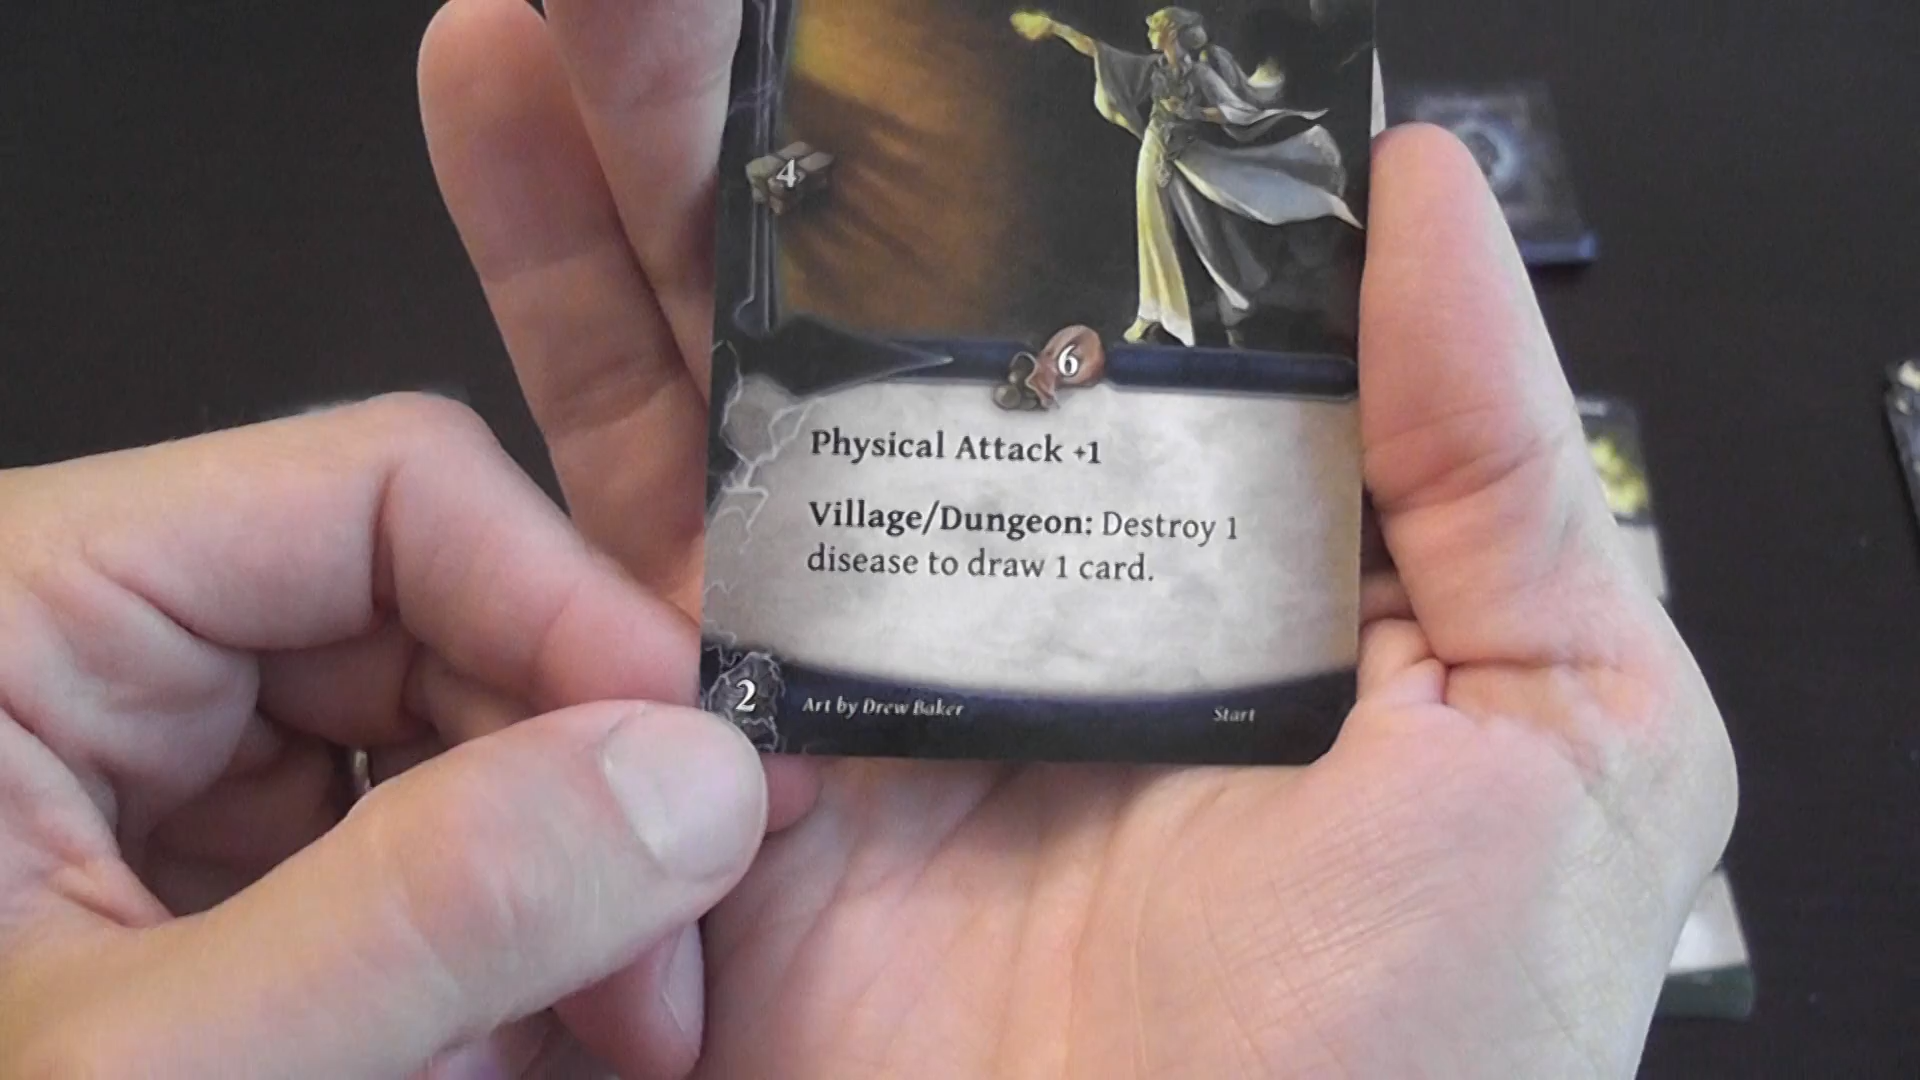 4
6
Physical Attack +1
Village/Dungeon: Destroy 1
disease to draw 1 card.
2
Art by Drew Baker
Start